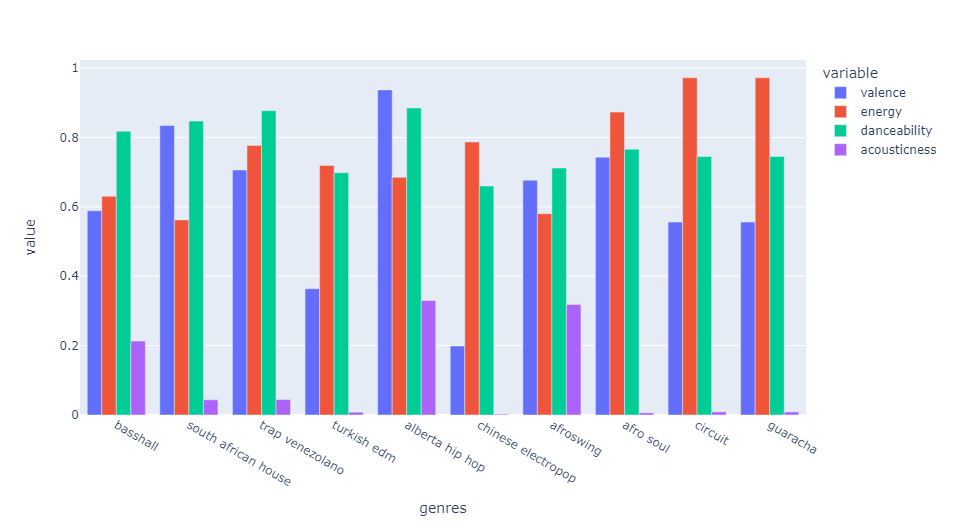 variable
valence
energy
danceability
acousticness
value
1
0.8
0.6
0.4
0.2
0
basshall
south african house
trap venezolano
turkish edm
alberta hip hop
chinese electropop
afroswing
afro soul
circuit
guaracha
genres